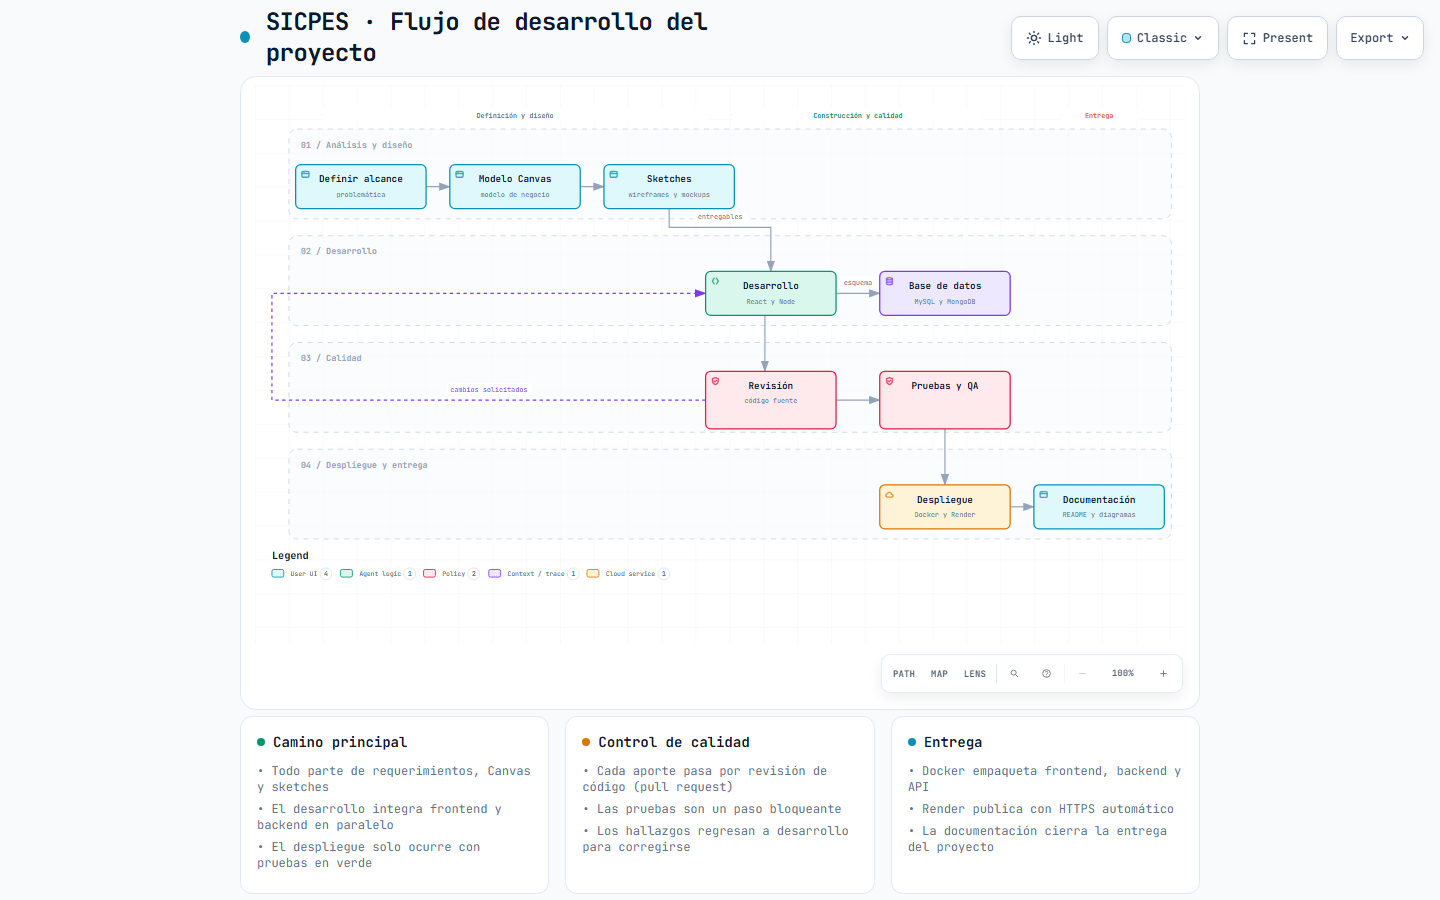 SICPES · Flujo de desarrollo del
proyecto
Light
Classic
Present
Export
Definición y diseño
Construcción y calidad
Entrega
01 / Análisis y diseño
Definir alcance
problemática
Modelo Canvas
modelo de negocio
Sketches
wireframes y mockups
entregables
02 / Desarrollo
Desarrollo
React y Node
esquema
Base de datos
MySQL y MongoDB
03 / Calidad
cambios solicitados
Revisión
código fuente
Pruebas y QA
04 / Despliegue y entrega
Despliegue
Docker y Render
Documentación
README y diagramas
Legend
User UI 4
Agent logic 1
Policy 2
Context / trace 1
Cloud service 1
PATH
MAP
LENS
100%
Camino principal
• Todo parte de requerimientos, Canvas
y sketches
• El desarrollo integra frontend y
backend en paralelo
• El despliegue solo ocurre con
pruebas en verde
Control de calidad
• Cada aporte pasa por revisión de
código (pull request)
• Las pruebas son un paso bloqueante
• Los hallazgos regresan a desarrollo
para corregirse
Entrega
• Docker empaqueta frontend, backend y
API
• Render publica con HTTPS automático
• La documentación cierra la entrega
del proyecto